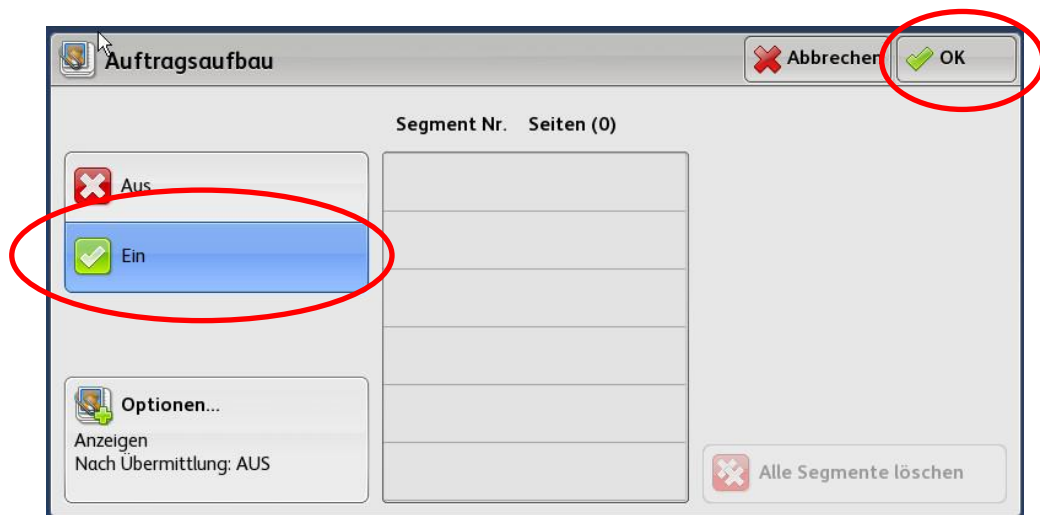 Auftragsaufbau
Abbrechen
OK
Segment Nr. Seiten (0)
Aus
Ein
Optionen...
Anzeigen
Nach Übermittlung: AUS
Alle Segmente löschen